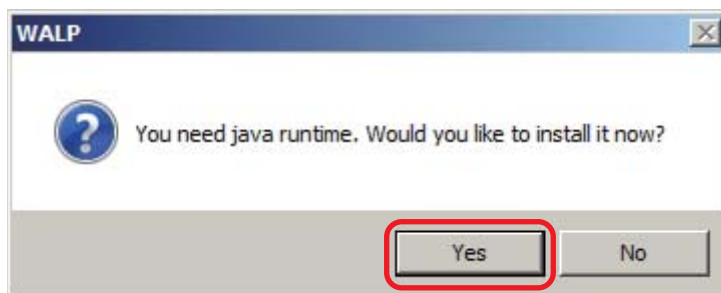 WALP
You need java runtime. Would you like to install it now?
Yes
No